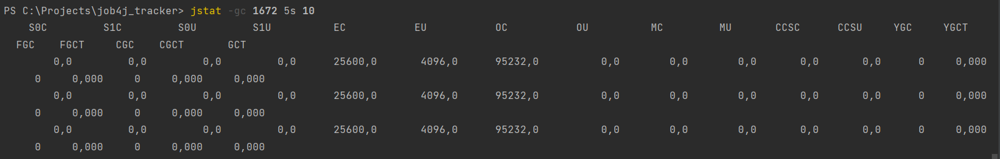 PS C:\Projects\job4j_tracker> jstat -gc 1672 5s 10
S0C S1C S0U S1U EC EU OC OU MC MU CCSC CCSU YGC YGCT
FGC FGCT CGC CGCT GCT
0,0 0,0 0,0 0,0 25600,0 4096,0 95232,0 0,0 0,0 0,0 0,0 0,0 0 0,000
0 0,000 0 0,000 0,000
0,0 0,0 0,0 0,0 25600,0 4096,0 95232,0 0,0 0,0 0,0 0,0 0,0 0 0,000
0 0,000 0 0,000 0,000
0,0 0,0 0,0 0,0 25600,0 4096,0 95232,0 0,0 0,0 0,0 0,0 0,0 0 0,000
0 0,000 0 0,000 0,000